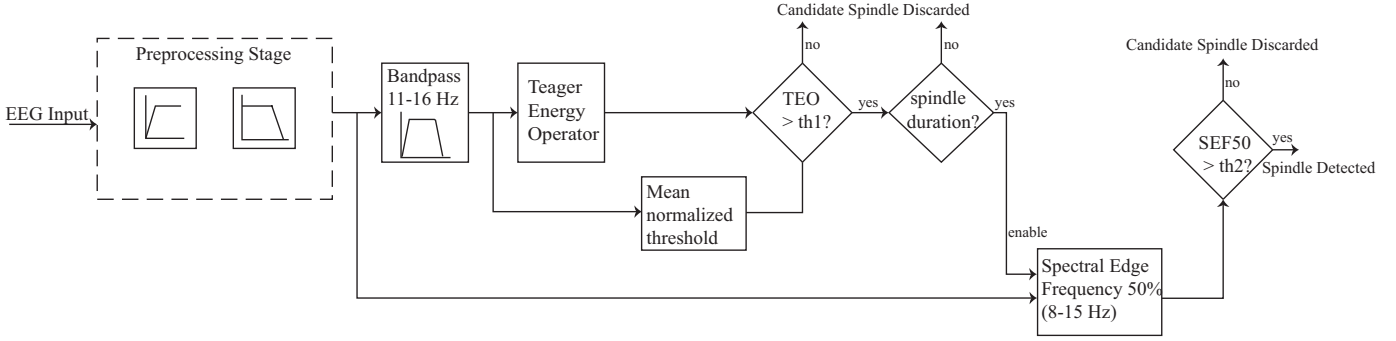 Candidate Spindle Discarded
Preprocessing Stage
EEG Input
Bandpass
11-16 Hz
Teager
Energy
Operator
no
TEO
> th1?
yes
no
spindle
duration?
yes
Mean
normalized
threshold
enable
Spectral Edge
Frequency 50%
(8-15 Hz)
Candidate Spindle Discarded
no
SEF50
> th2?
yes
Spindle Detected